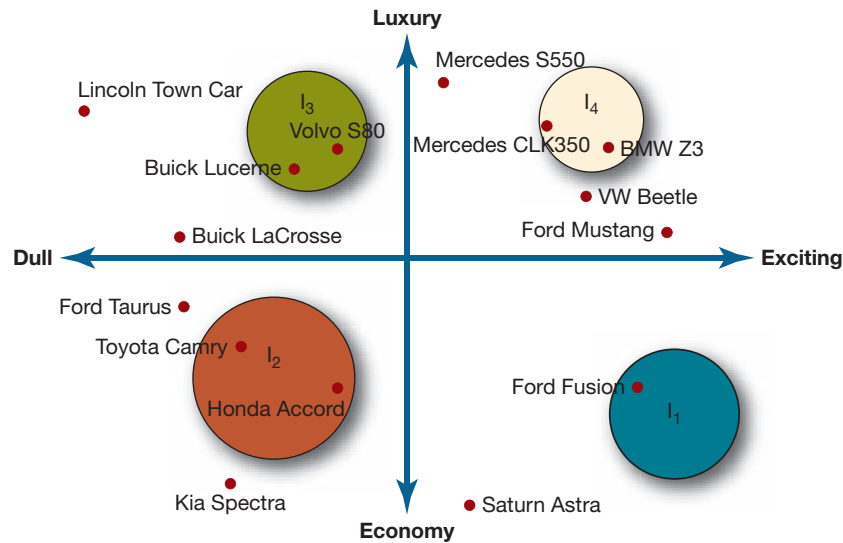 Luxury
Mercedes S550
Lincoln Town Car
I3
I4
Volvo S80
Mercedes CLK350
BMW Z3
Buick Lucerne
VW Beetle
Buick LaCrosse
Ford Mustang
Dull
Exciting
Ford Taurus
Toyota Camry
I2
Ford Fusion
Honda Accord
I1
Kia Spectra
Saturn Astra
Economy